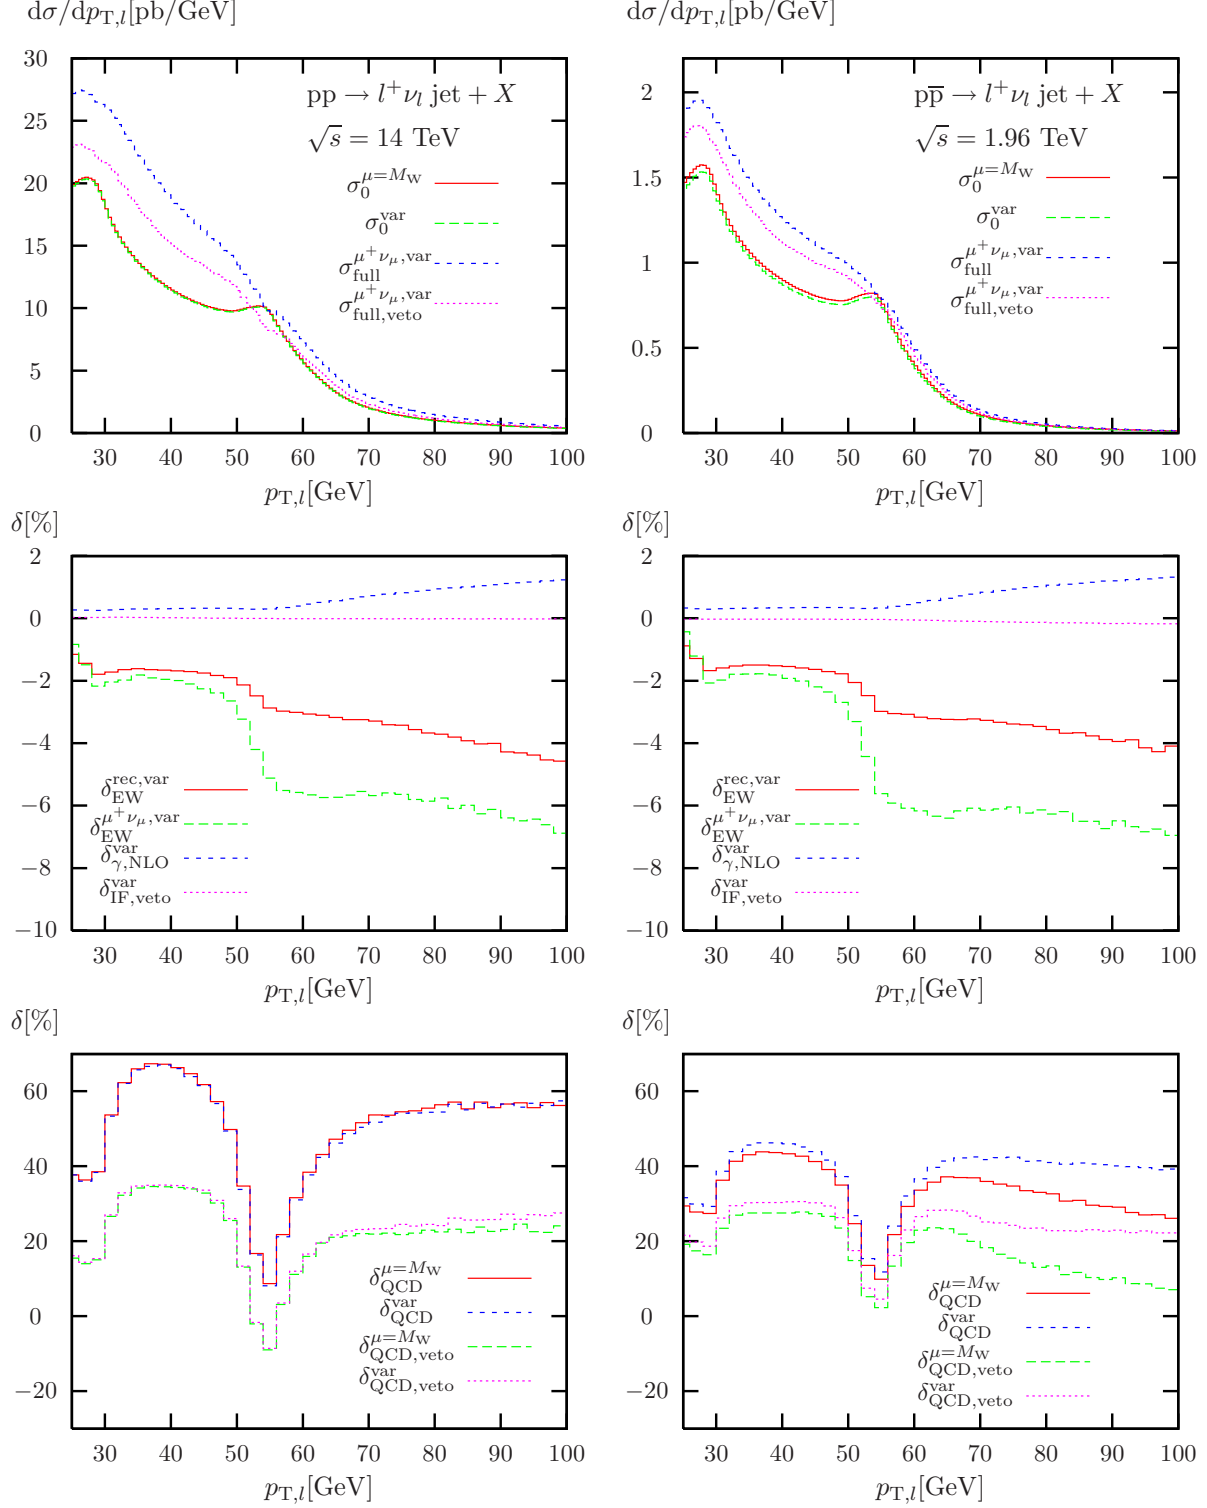 dσ/dp_{T,l}[pb/GeV]
30
25
20
15
10
5
0
pp → l⁺ν_l jet + X
√s = 14 TeV
σ_0^{μ=M_W}
σ_0^{var}
σ_{full}^{μ⁺ν_μ,var}
σ_{full,veto}^{μ⁺ν_μ,var}
30 40 50 60 70 80 90 100
p_{T,l}[GeV]
dσ/dp_{T,l}[pb/GeV]
2
1.5
1
0.5
0
pp̅ → l⁺ν_l jet + X
√s = 1.96 TeV
σ_0^{μ=M_W}
σ_0^{var}
σ_{full}^{μ⁺ν_μ,var}
σ_{full,veto}^{μ⁺ν_μ,var}
30 40 50 60 70 80 90 100
p_{T,l}[GeV]
δ[%]
2
0
−2
−4
−6
−8
−10
δ_{EW}^{rec,var}
δ_{EW}^{μ⁺ν_μ,var}
δ_{γ,NLO}^{var}
δ_{IF,veto}^{var}
30 40 50 60 70 80 90 100
p_{T,l}[GeV]
δ[%]
2
0
−2
−4
−6
−8
−10
δ_{EW}^{rec,var}
δ_{EW}^{μ⁺ν_μ,var}
δ_{γ,NLO}^{var}
δ_{IF,veto}^{var}
30 40 50 60 70 80 90 100
p_{T,l}[GeV]
δ[%]
60
40
20
0
−20
δ_{QCD}^{μ=M_W}
δ_{QCD}^{var}
δ_{QCD,veto}^{μ=M_W}
δ_{QCD,veto}^{var}
30 40 50 60 70 80 90 100
p_{T,l}[GeV]
δ[%]
60
40
20
0
−20
δ_{QCD}^{μ=M_W}
δ_{QCD}^{var}
δ_{QCD,veto}^{μ=M_W}
δ_{QCD,veto}^{var}
30 40 50 60 70 80 90 100
p_{T,l}[GeV]